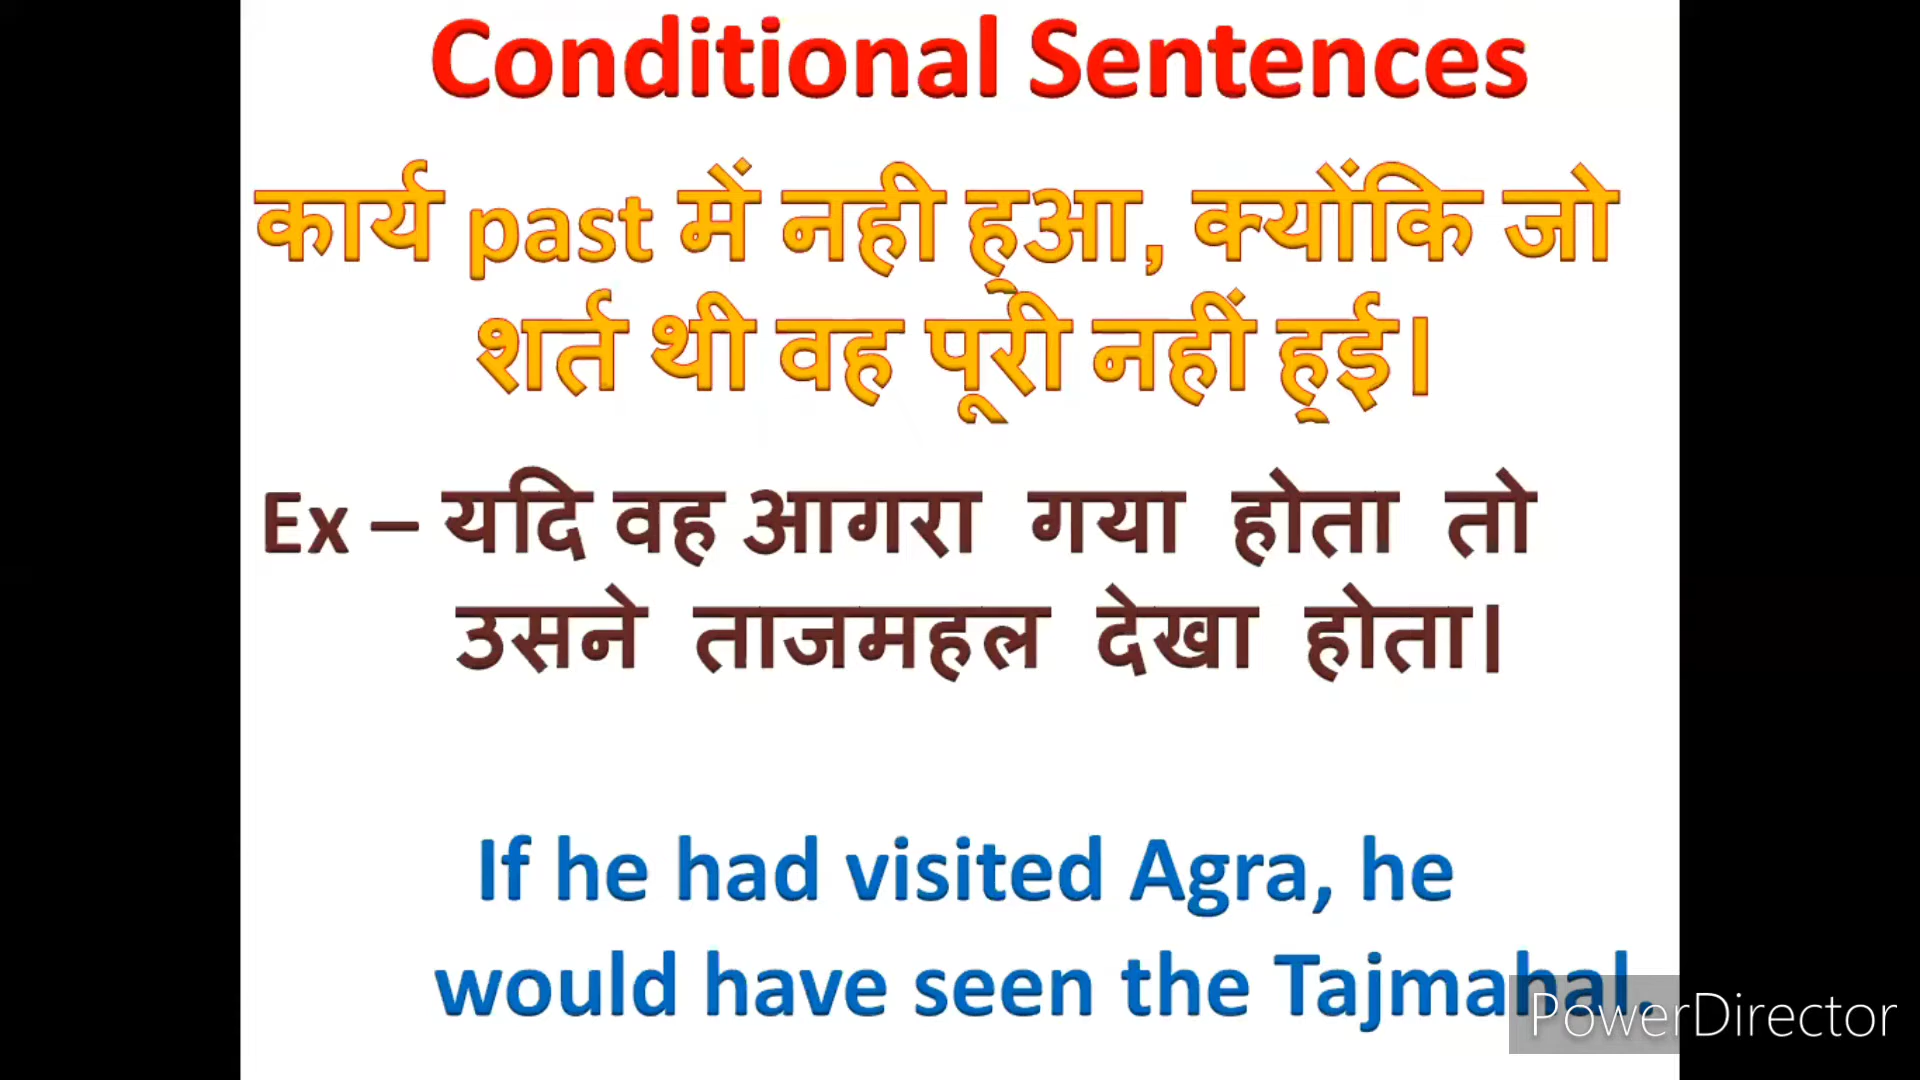 Conditional Sentences
कार्य past में नही हुआ, क्योंकि जो
शर्त थी वह पूरी नहीं हुई।
Ex – यदि वह आगरा गया होता तो
उसने ताजमहल देखा होता।
If he had visited Agra, he
would have seen the Tajmahal.
PowerDirector